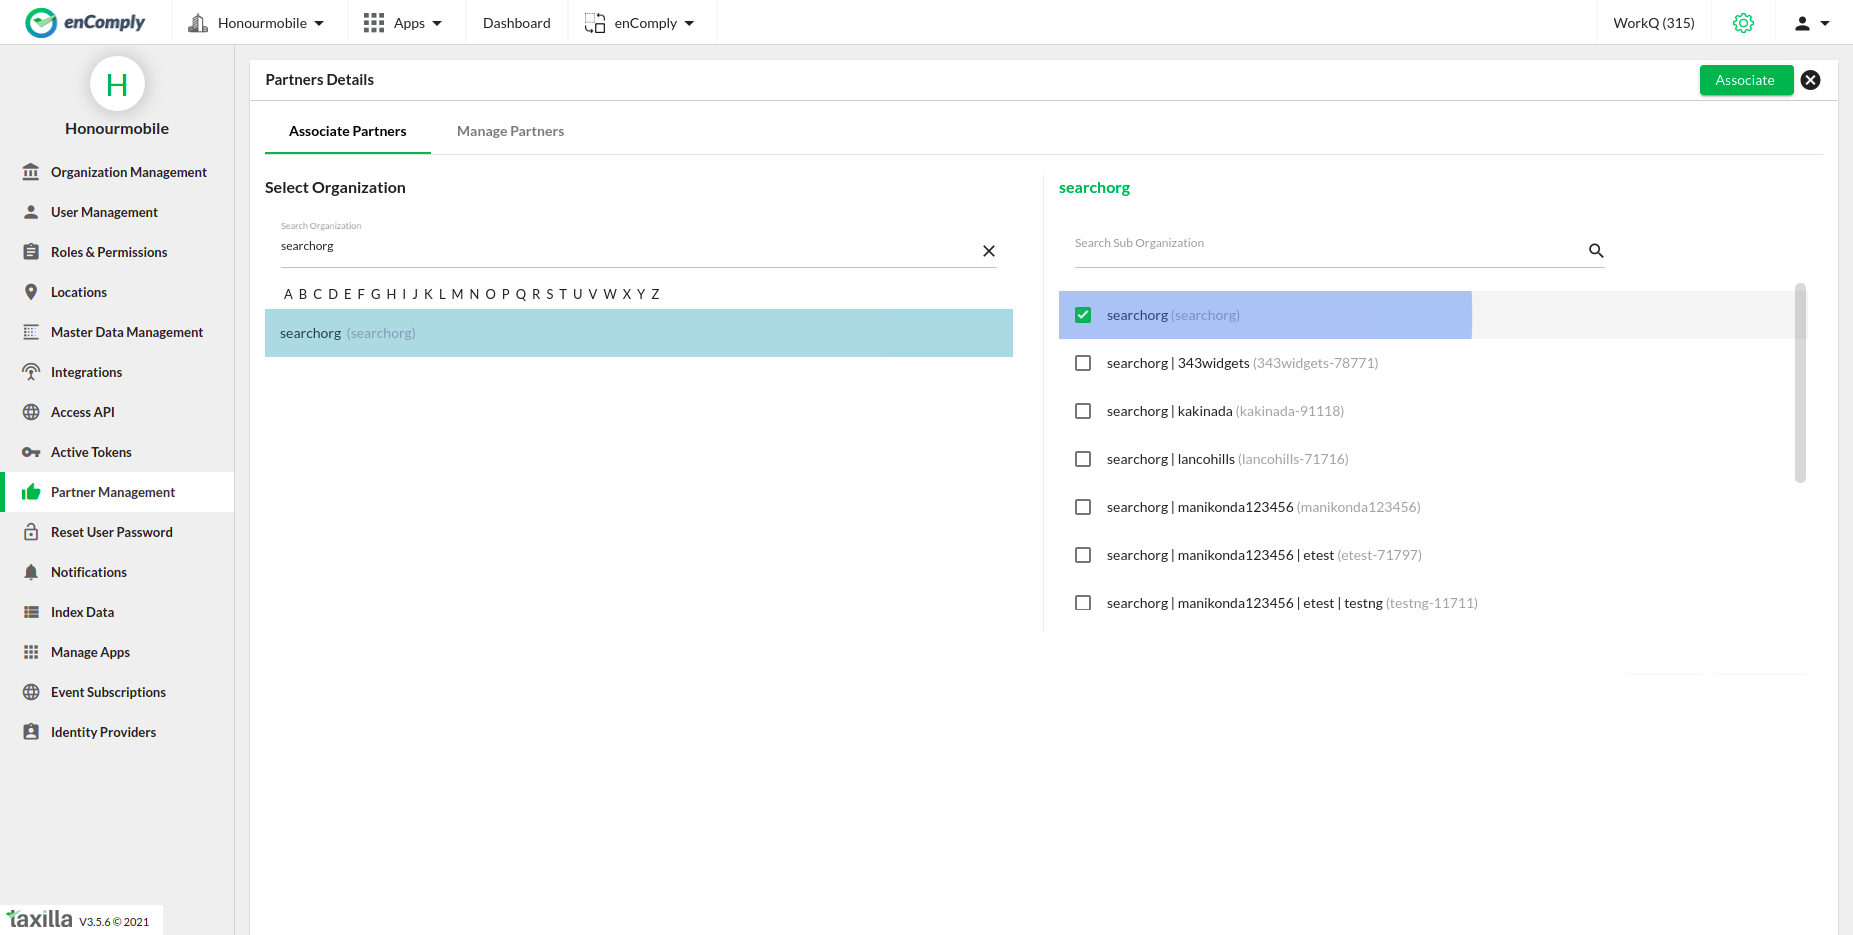 enComply
Honourmobile
Apps
Dashboard
enComply
WorkQ (315)
H
Honourmobile
Organization Management
User Management
Roles & Permissions
Locations
Master Data Management
Integrations
Access API
Active Tokens
Partner Management
Reset User Password
Notifications
Index Data
Manage Apps
Event Subscriptions
Identity Providers
taxilla V3.5.6 © 2021
Partners Details
Associate
Associate Partners
Manage Partners
Select Organization
Search Organization
searchorg
A B C D E F G H I J K L M N O P Q R S T U V W X Y Z
searchorg (searchorg)
searchorg
Search Sub Organization
searchorg (searchorg)
searchorg | 343widgets (343widgets-78771)
searchorg | kakinada (kakinada-91118)
searchorg | lancohills (lancohills-71716)
searchorg | manikonda123456 (manikonda123456)
searchorg | manikonda123456 | etest (etest-71797)
searchorg | manikonda123456 | etest | testng (testng-11711)